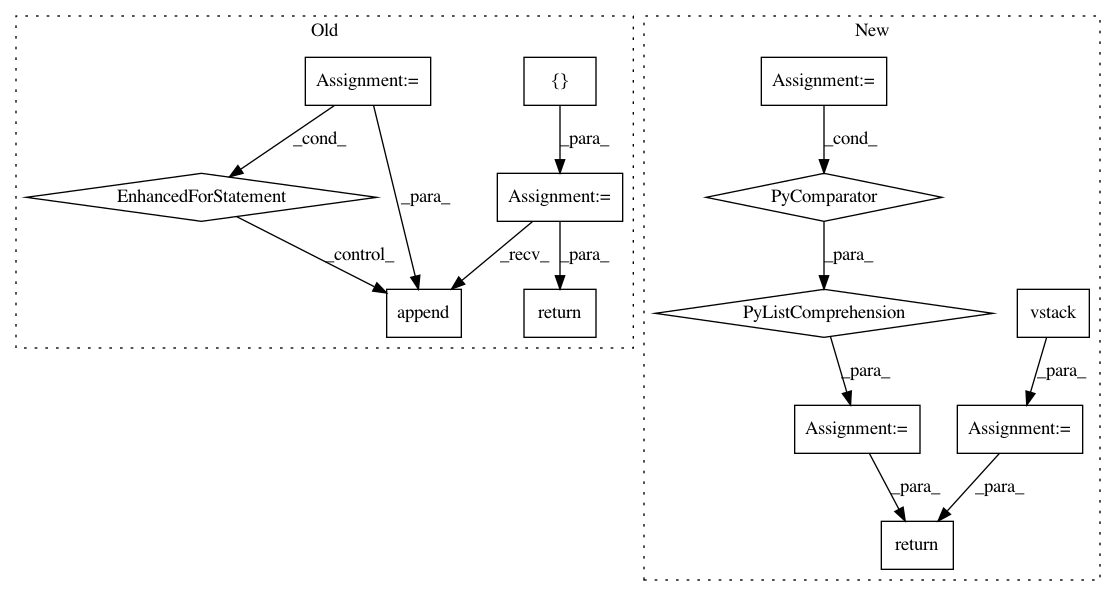 Old
New
Assignment:=
{}
Assignment:=
_cond_
_para_
_cond_
EnhancedForStatement
Assignment:=
PyComparator
_para_
_control_
_recv_
_para_
_para_
append
return
PyListComprehension
vstack
_para_
_para_
Assignment:=
Assignment:=
_para_
_para_
return